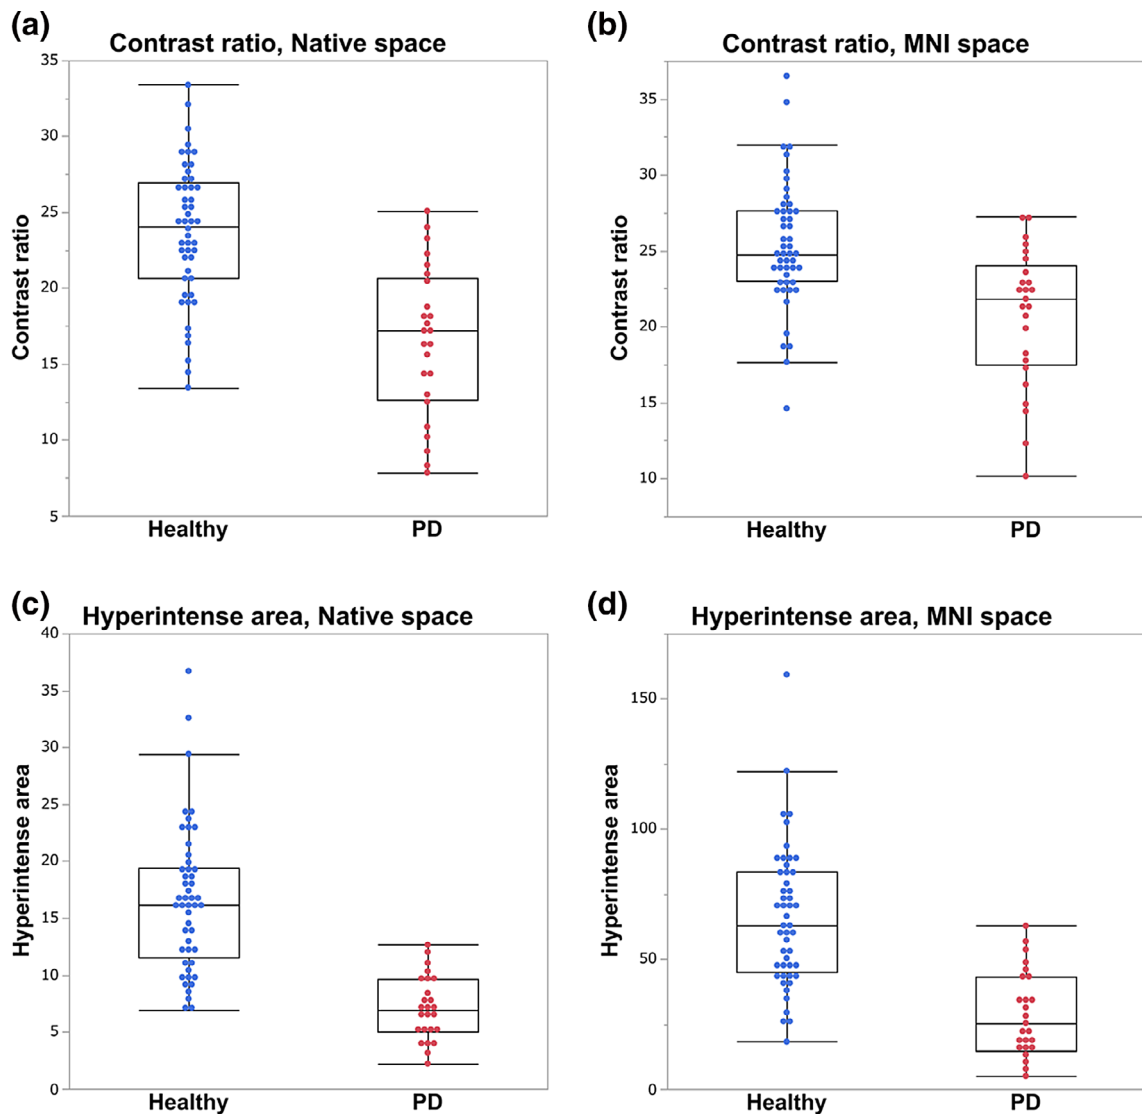 (a)
Contrast ratio, Native space
Contrast ratio
35
30
25
20
15
10
5
Healthy
PD
(b)
Contrast ratio, MNI space
Contrast ratio
35
30
25
20
15
10
Healthy
PD
(c)
Hyperintense area, Native space
Hyperintense area
40
35
30
25
20
15
10
5
0
Healthy
PD
(d)
Hyperintense area, MNI space
Hyperintense area
150
100
50
0
Healthy
PD